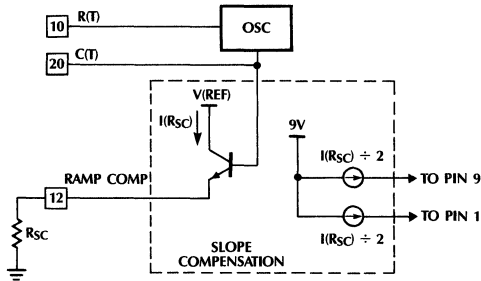 10 R(T)
OSC
20 C(T)
V(REF)
I(RSC)
9V
I(RSC) ÷ 2
TO PIN 9
RAMP COMP
12
TO PIN 1
I(RSC) ÷ 2
RSC
SLOPE
COMPENSATION